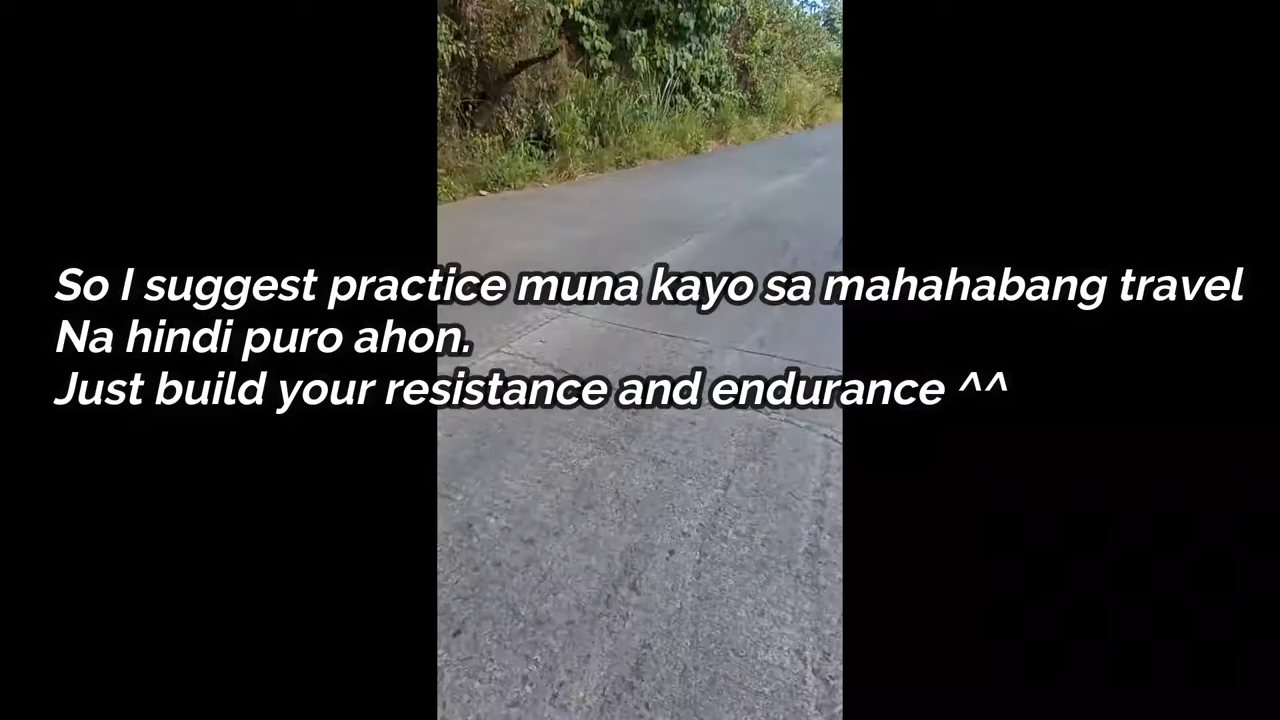 So I suggest practice muna kayo sa mahahabang travel
Na hindi puro ahon.
Just build your resistance and endurance ^^